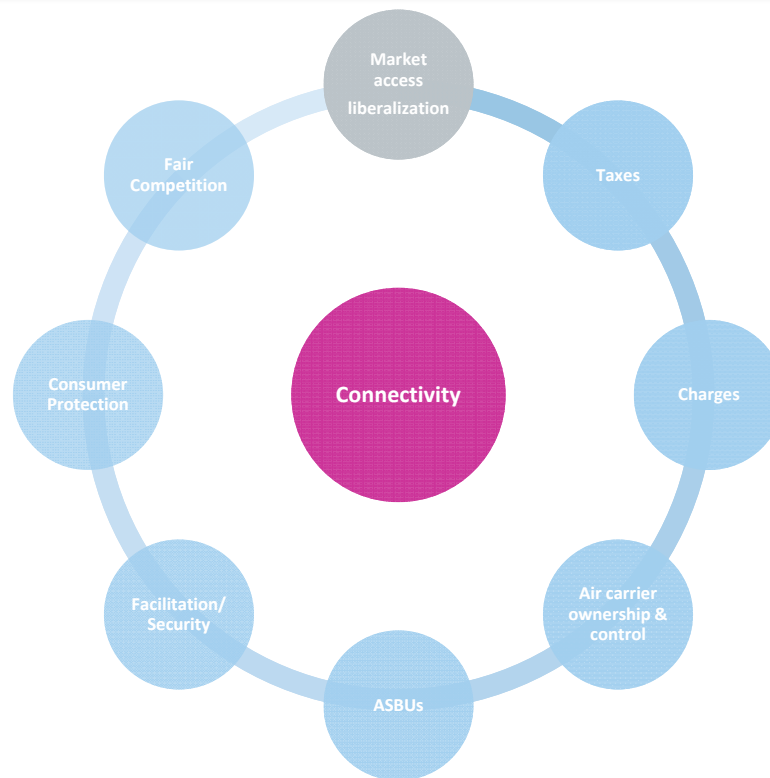 Market
access
liberalization
Fair
Competition
Taxes
Consumer
Protection
Connectivity
Charges
Facilitation/
Security
Air carrier
ownership &
control
ASBUs